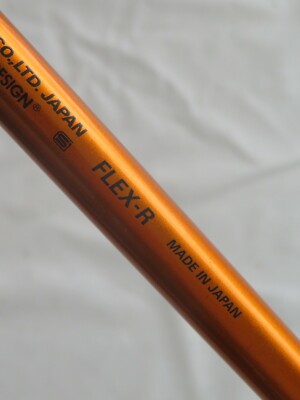 CO.,LTD. JAPAN
DESIGN®
FLEX-R
MADE IN JAPAN